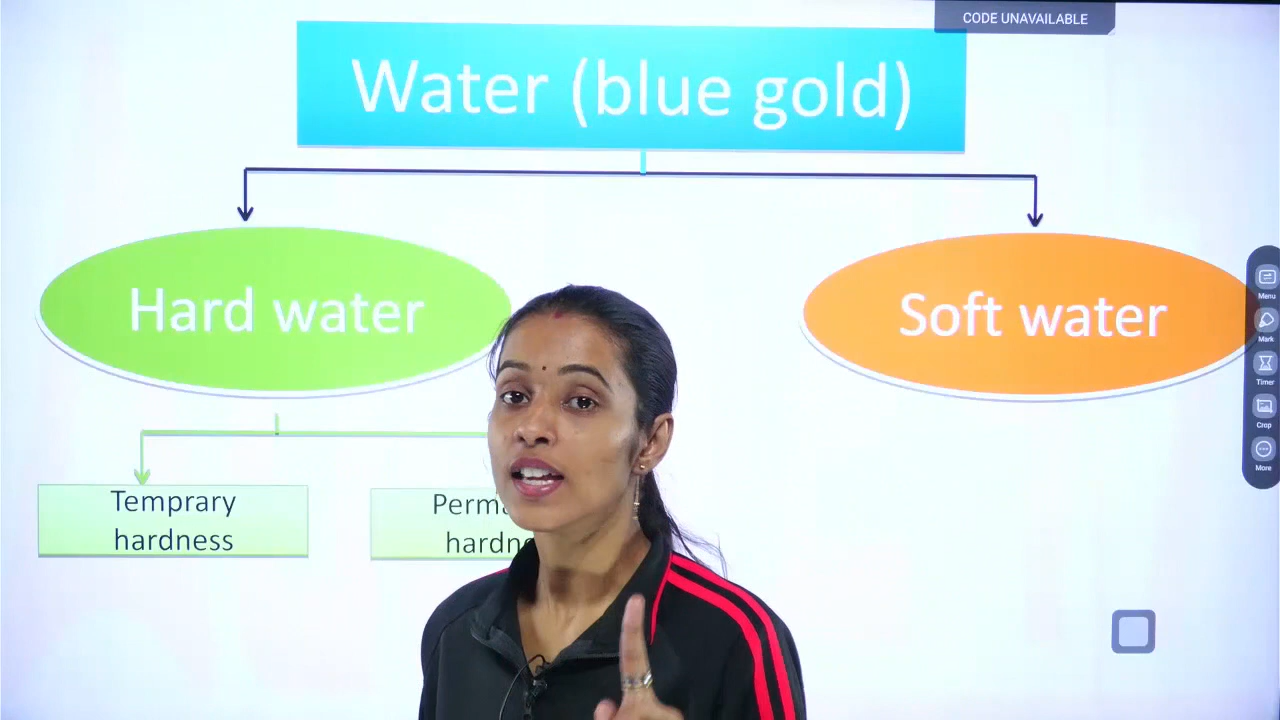 CODE UNAVAILABLE
Water (blue gold)
Hard water
Soft water
Temprary
hardness
Menu
Mark
Timer
Crop
More